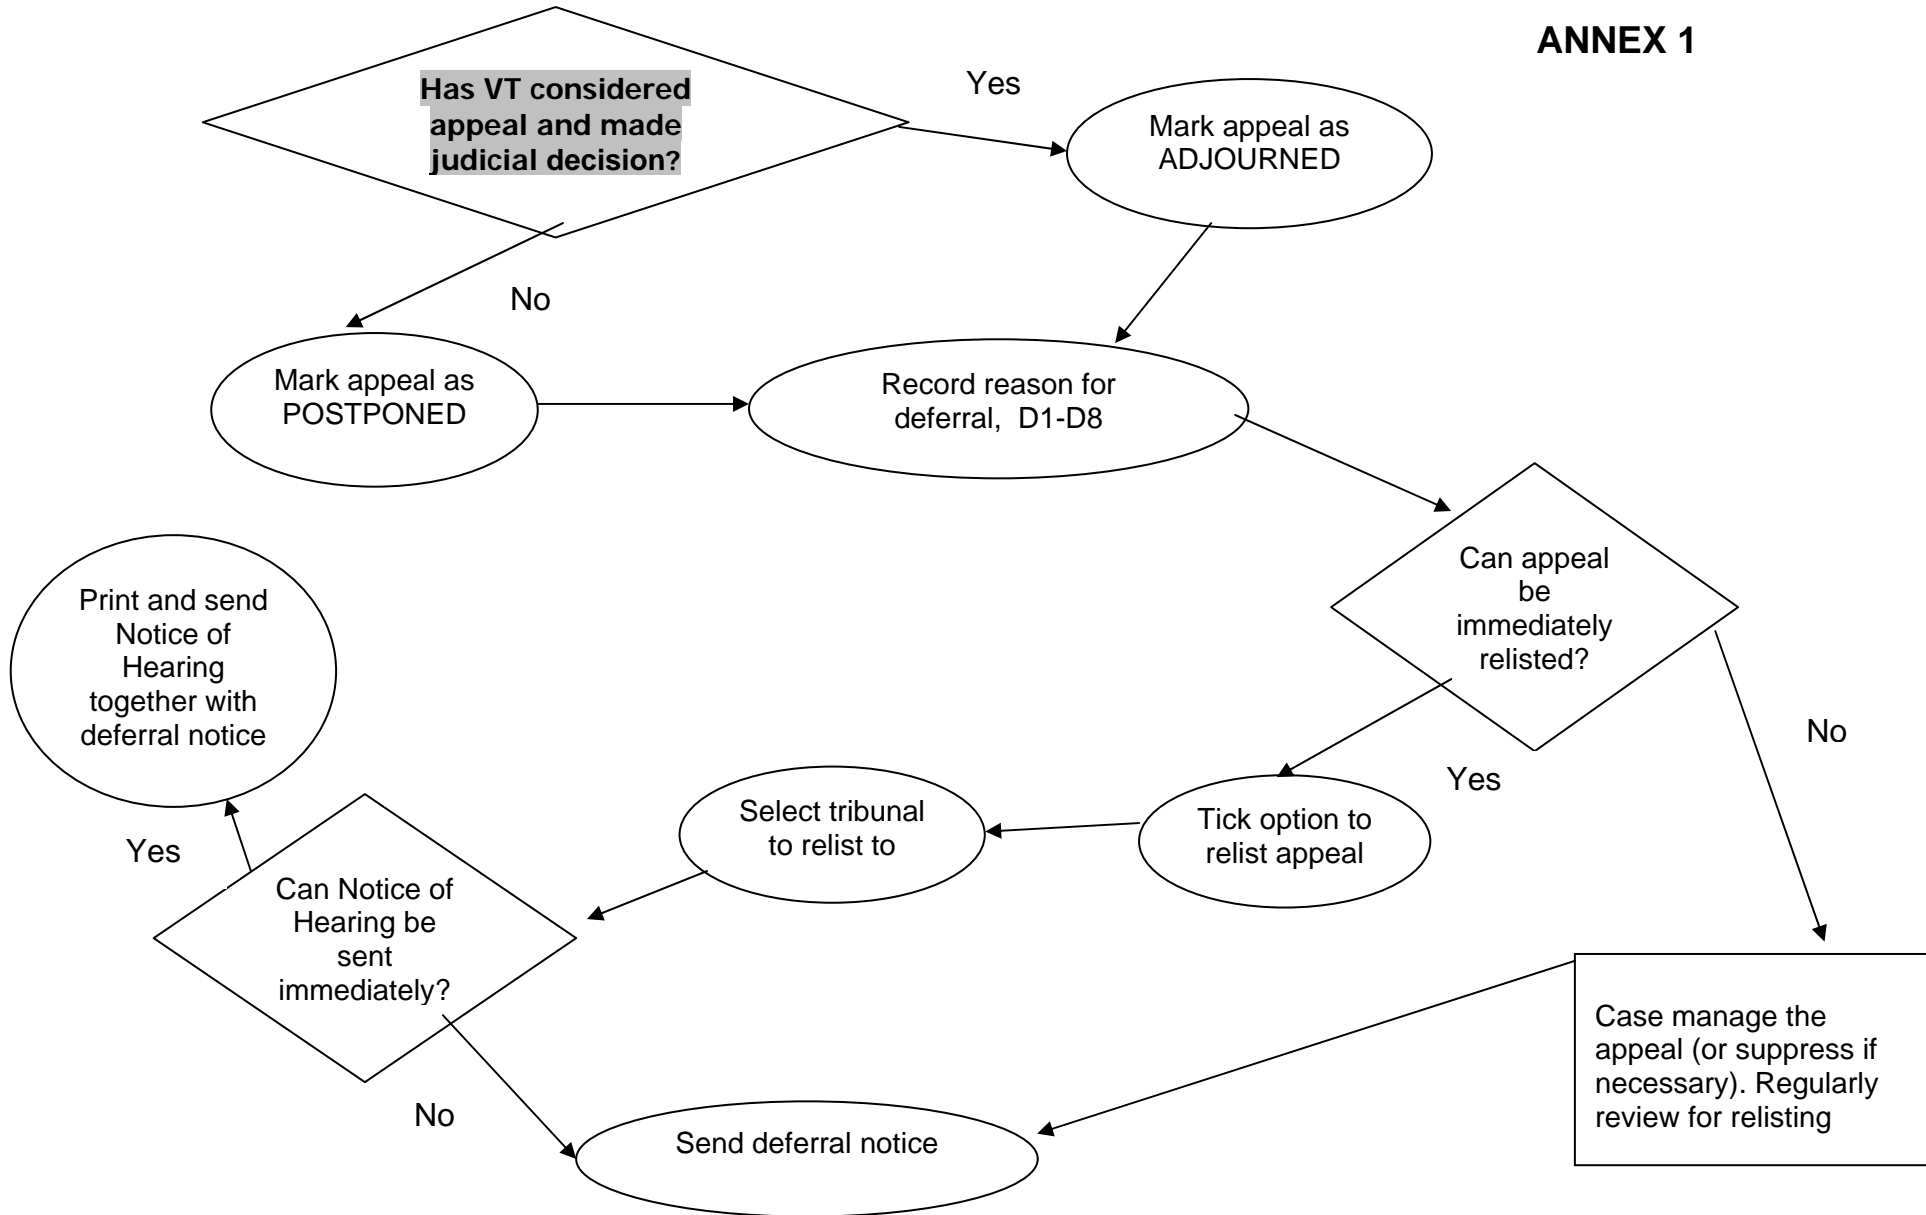 ANNEX 1
Has VT considered
appeal and made
judicial decision?
Yes
Mark appeal as
ADJOURNED
No
Mark appeal as
POSTPONED
Record reason for
deferral, D1-D8
Can appeal
be
immediately
relisted?
Print and send
Notice of
Hearing
together with
deferral notice
No
Yes
Tick option to
relist appeal
Select tribunal
to relist to
Yes
Can Notice of
Hearing be
sent
immediately?
No
Send deferral notice
Case manage the
appeal (or suppress if
necessary). Regularly
review for relisting